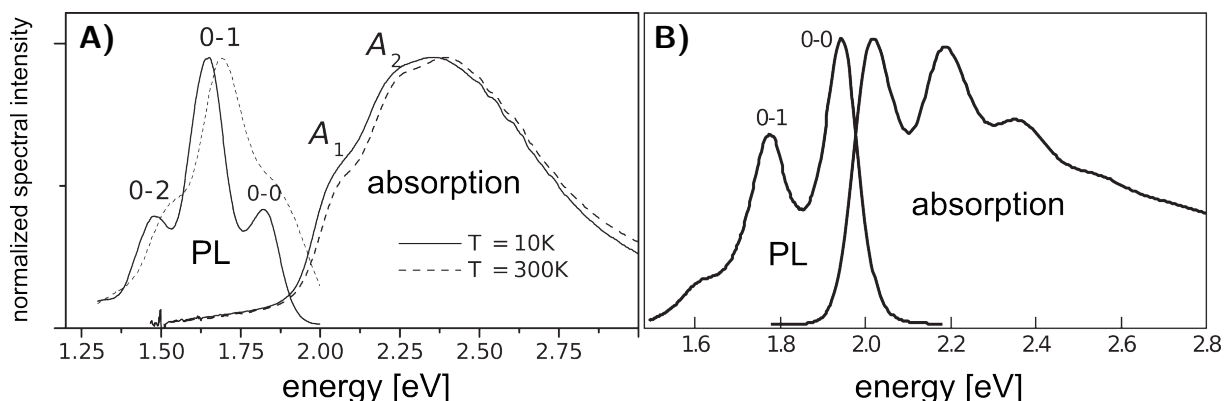 normalized spectral intensity
A)
0-1
0-2
0-0
A1
A2
absorption
PL
T = 10K
T = 300K
1.25 1.50 1.75 2.00 2.25 2.50 2.75
energy [eV]
B)
0-0
0-1
absorption
PL
1.6 1.8 2.0 2.2 2.4 2.6 2.8
energy [eV]